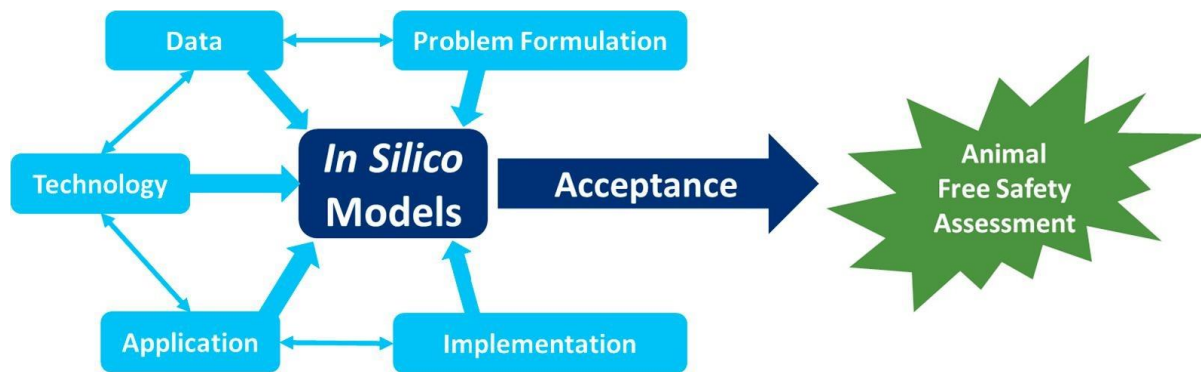 Data
Problem Formulation
Technology
In Silico
Models
Acceptance
Animal
Free Safety
Assessment
Application
Implementation